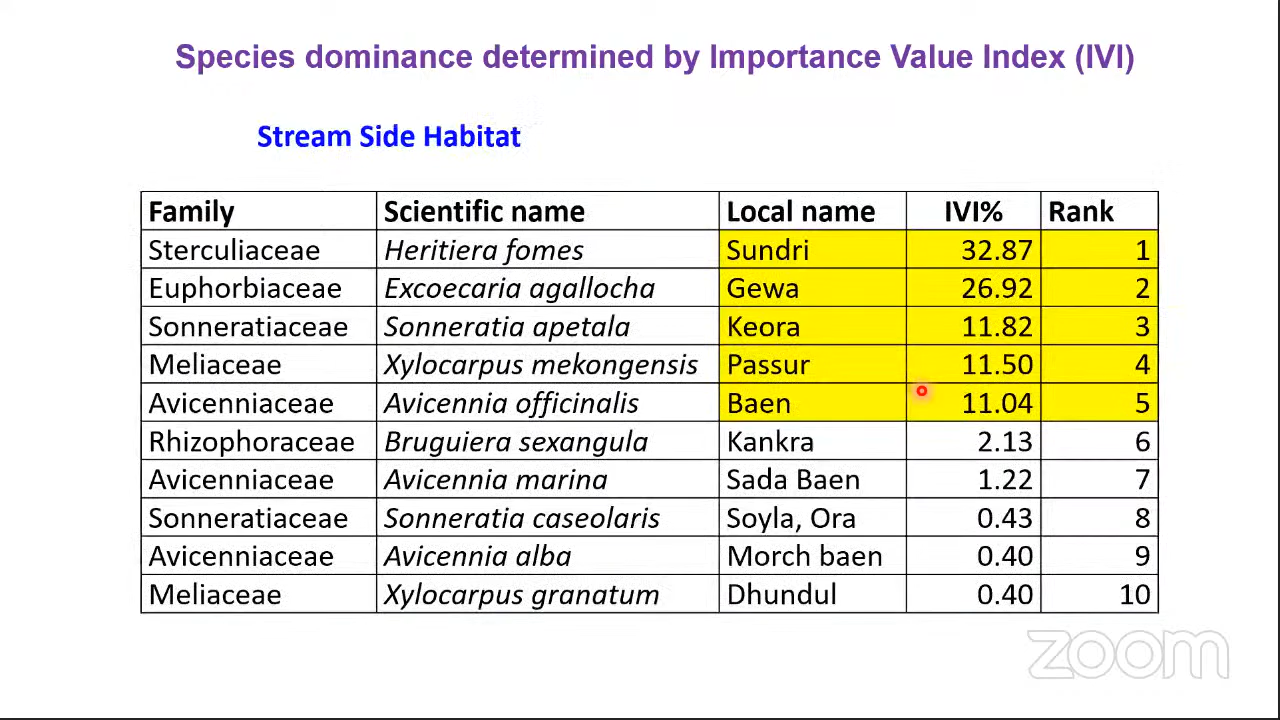 Species dominance determined by Importance Value Index (IVI)
Stream Side Habitat
Family Scientific name Local name IVI% Rank
Sterculiaceae Heritiera fomes Sundri 32.87 1
Euphorbiaceae Excoecaria agallocha Gewa 26.92 2
Sonneratiaceae Sonneratia apetala Keora 11.82 3
Meliaceae Xylocarpus mekongensis Passur 11.50 4
Avicenniaceae Avicennia officinalis Baen 11.04 5
Rhizophoraceae Bruguiera sexangula Kankra 2.13 6
Avicenniaceae Avicennia marina Sada Baen 1.22 7
Sonneratiaceae Sonneratia caseolaris Soyla, Ora 0.43 8
Avicenniaceae Avicennia alba Morch baen 0.40 9
Meliaceae Xylocarpus granatum Dhundul 0.40 10
zoom